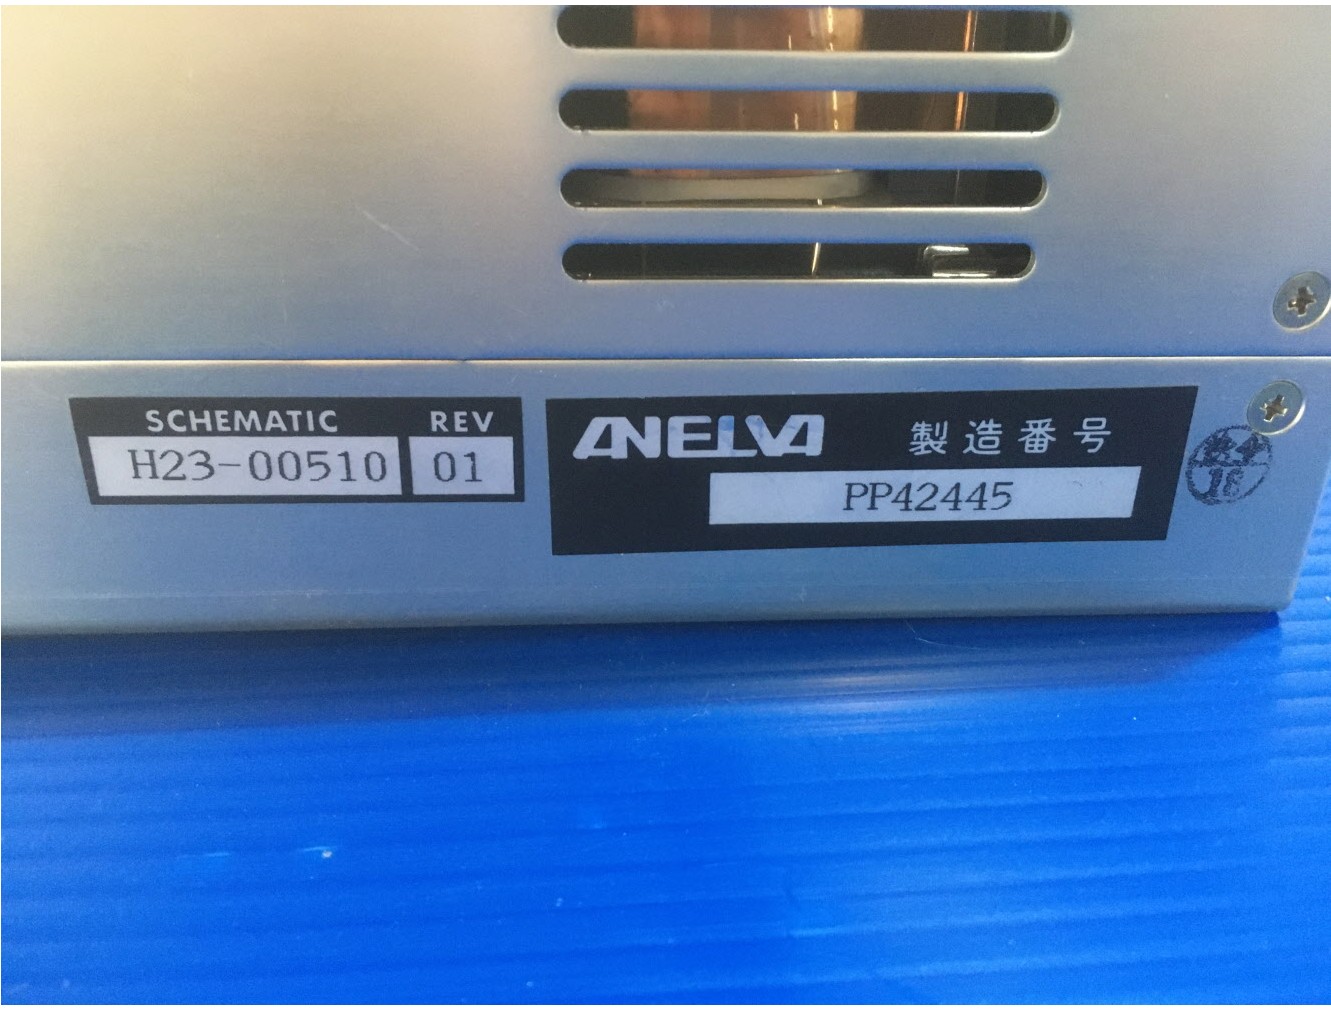 SCHEMATIC REV
H23-00510 01
ANELVA 製造番号
PP42445